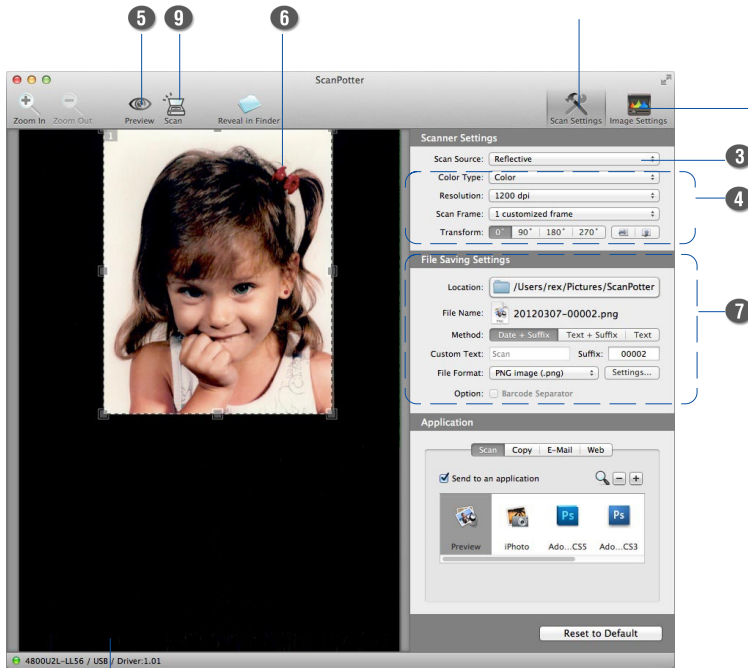 5 9 6
ScanPotter
Zoom In Zoom Out Preview Scan Reveal in Finder Scan Settings Image Settings
1
Scanner Settings
Scan Source: Reflective
3
Color Type: Color
4
Resolution: 1200 dpi
Scan Frame: 1 customized frame
Transform: 0° 90° 180° 270°
File Saving Settings
Location: /Users/rex/Pictures/ScanPotter
File Name: 20120307-00002.png
7
Method: Date + Suffix Text + Suffix Text
Custom Text: Scan Suffix: 00002
File Format: PNG image (.png) Settings...
Option: Barcode Separator
Application
Scan Copy E-Mail Web
Send to an application
Ps Ps
Preview iPhoto Ado...CS5 Ado...CS3
Reset to Default
4800U2L-LL56 / USB / Driver:1.01